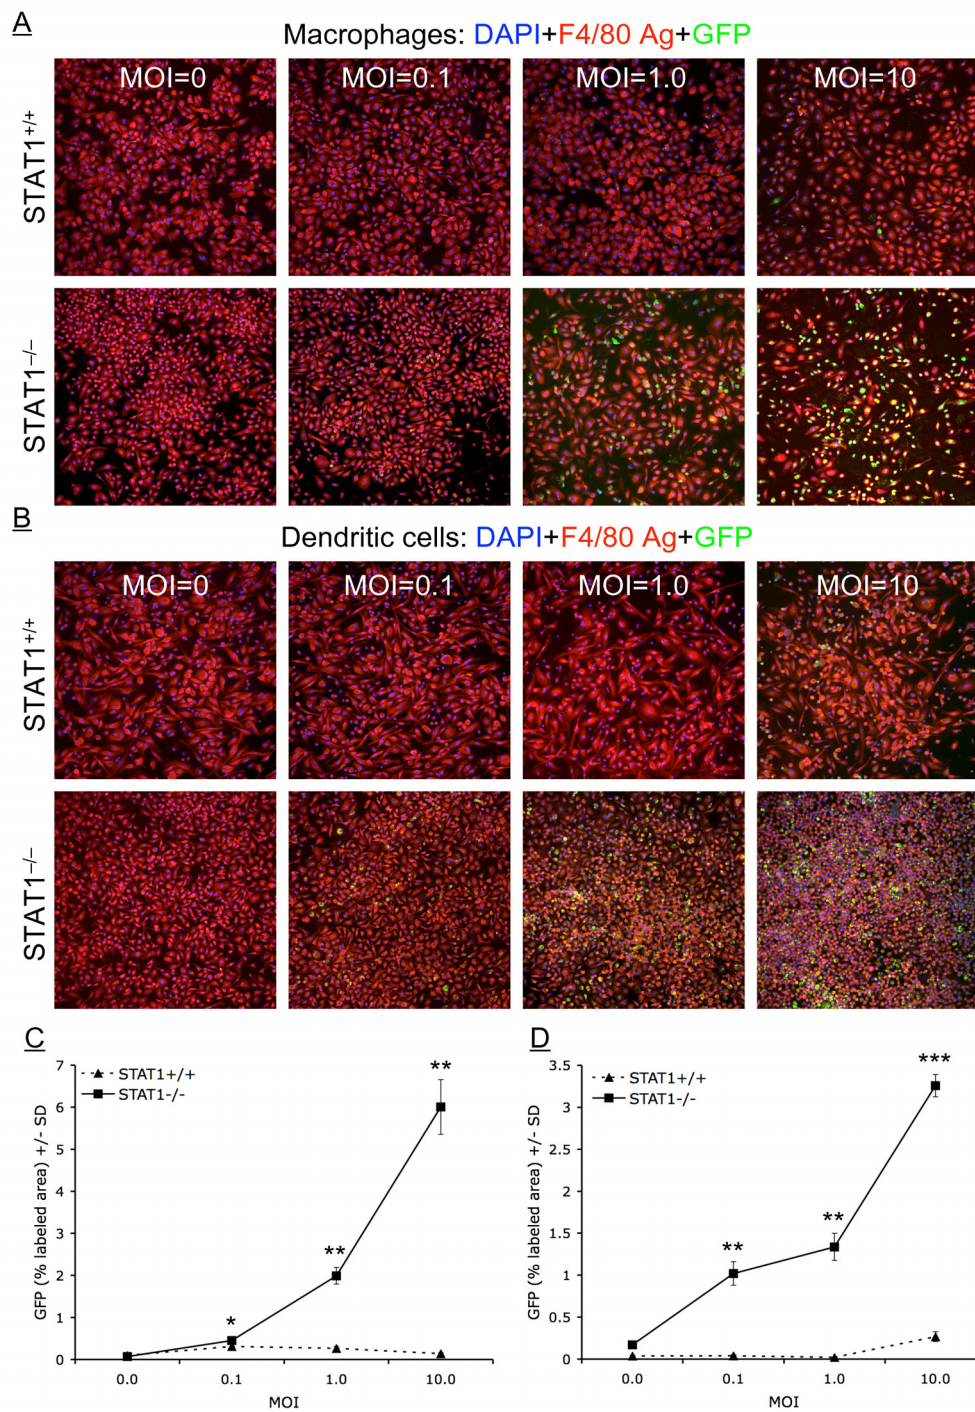 A
Macrophages: DAPI+F4/80 Ag+GFP
MOI=0 MOI=0.1 MOI=1.0 MOI=10
STAT1+/+
STAT1–/–
B
Dendritic cells: DAPI+F4/80 Ag+GFP
MOI=0 MOI=0.1 MOI=1.0 MOI=10
STAT1+/+
STAT1–/–
C
STAT1+/+
STAT1-/-
GFP (% labeled area) +/- SD
7
6
5
4
3
2
1
0
*
**
**
0.0 0.1 1.0 10.0
MOI
D
STAT1+/+
STAT1-/-
GFP (% labeled area) +/- SD
3.5
3
2.5
2
1.5
1
0.5
0
**
**
***
0.0 0.1 1.0 10.0
MOI